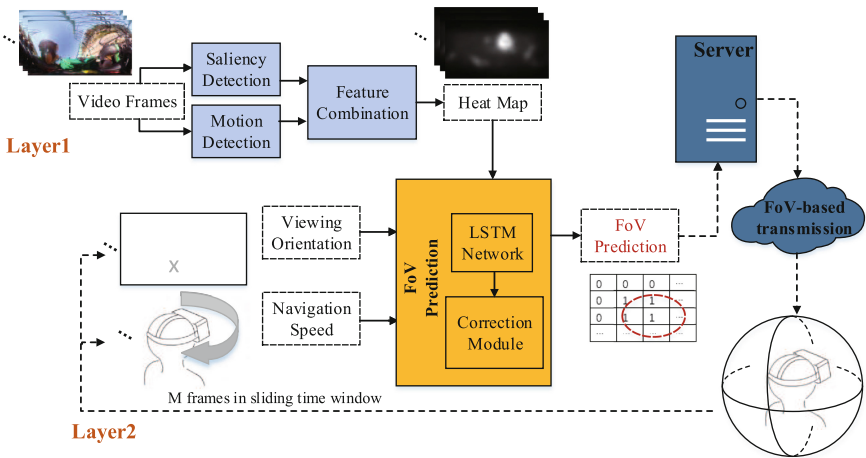 Saliency
Detection
Video Frames
Motion
Detection
Feature
Combination
Heat Map
Server
Layer1
FoV-based
transmission
X
Viewing
Orientation
Navigation
Speed
FoV
Prediction
LSTM
Network
Correction
Module
FoV
Prediction
0 0 0 ...
0 1 1 ...
0 1 1 ...
... ... ... ...
M frames in sliding time window
Layer2